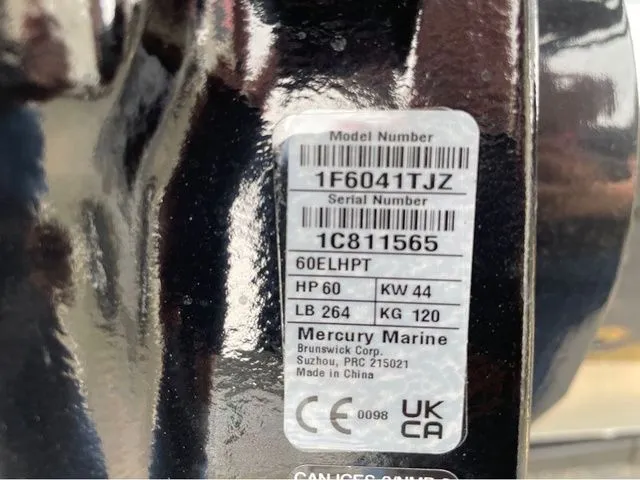 Model Number
1F6041TJZ
Serial Number
1C811565
60ELHPT
HP 60 KW 44
LB 264 KG 120
Mercury Marine
Brunswick Corp.
Suzhou, PRC 215021
Made in China
CE 0098 UK
CA